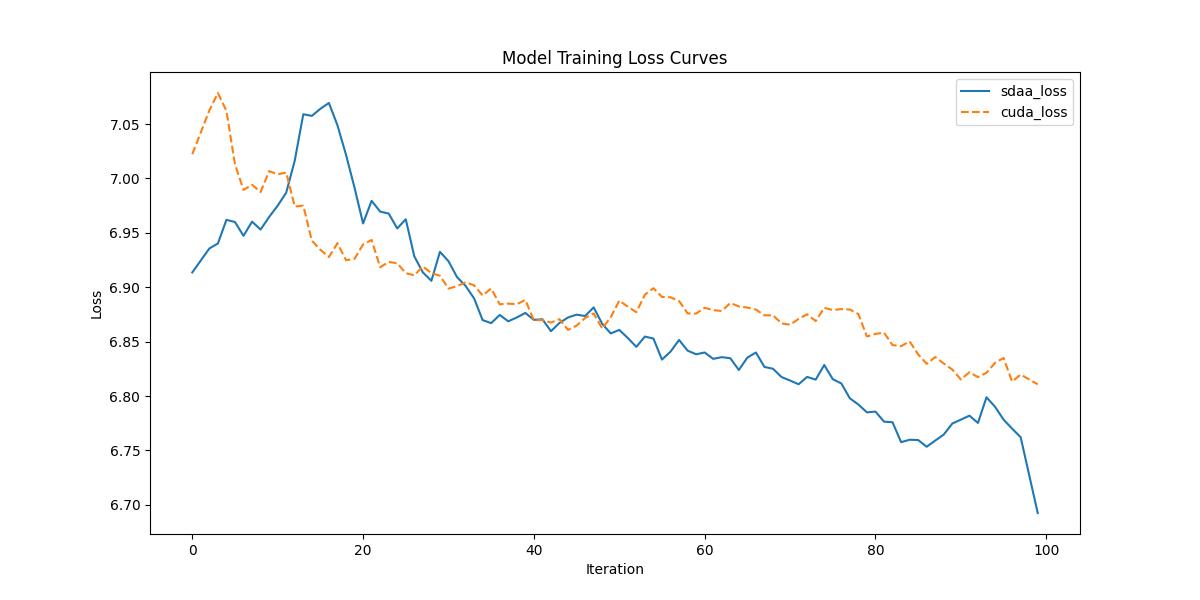 Model Training Loss Curves
sdaa_loss
cuda_loss
Loss
7.05
7.00
6.95
6.90
6.85
6.80
6.75
6.70
0 20 40 60 80 100
Iteration